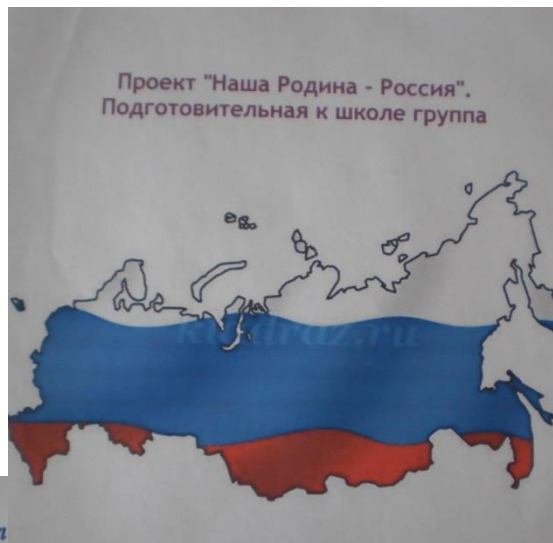 Проект "Наша Родина - Россия".
Подготовительная к школе группа